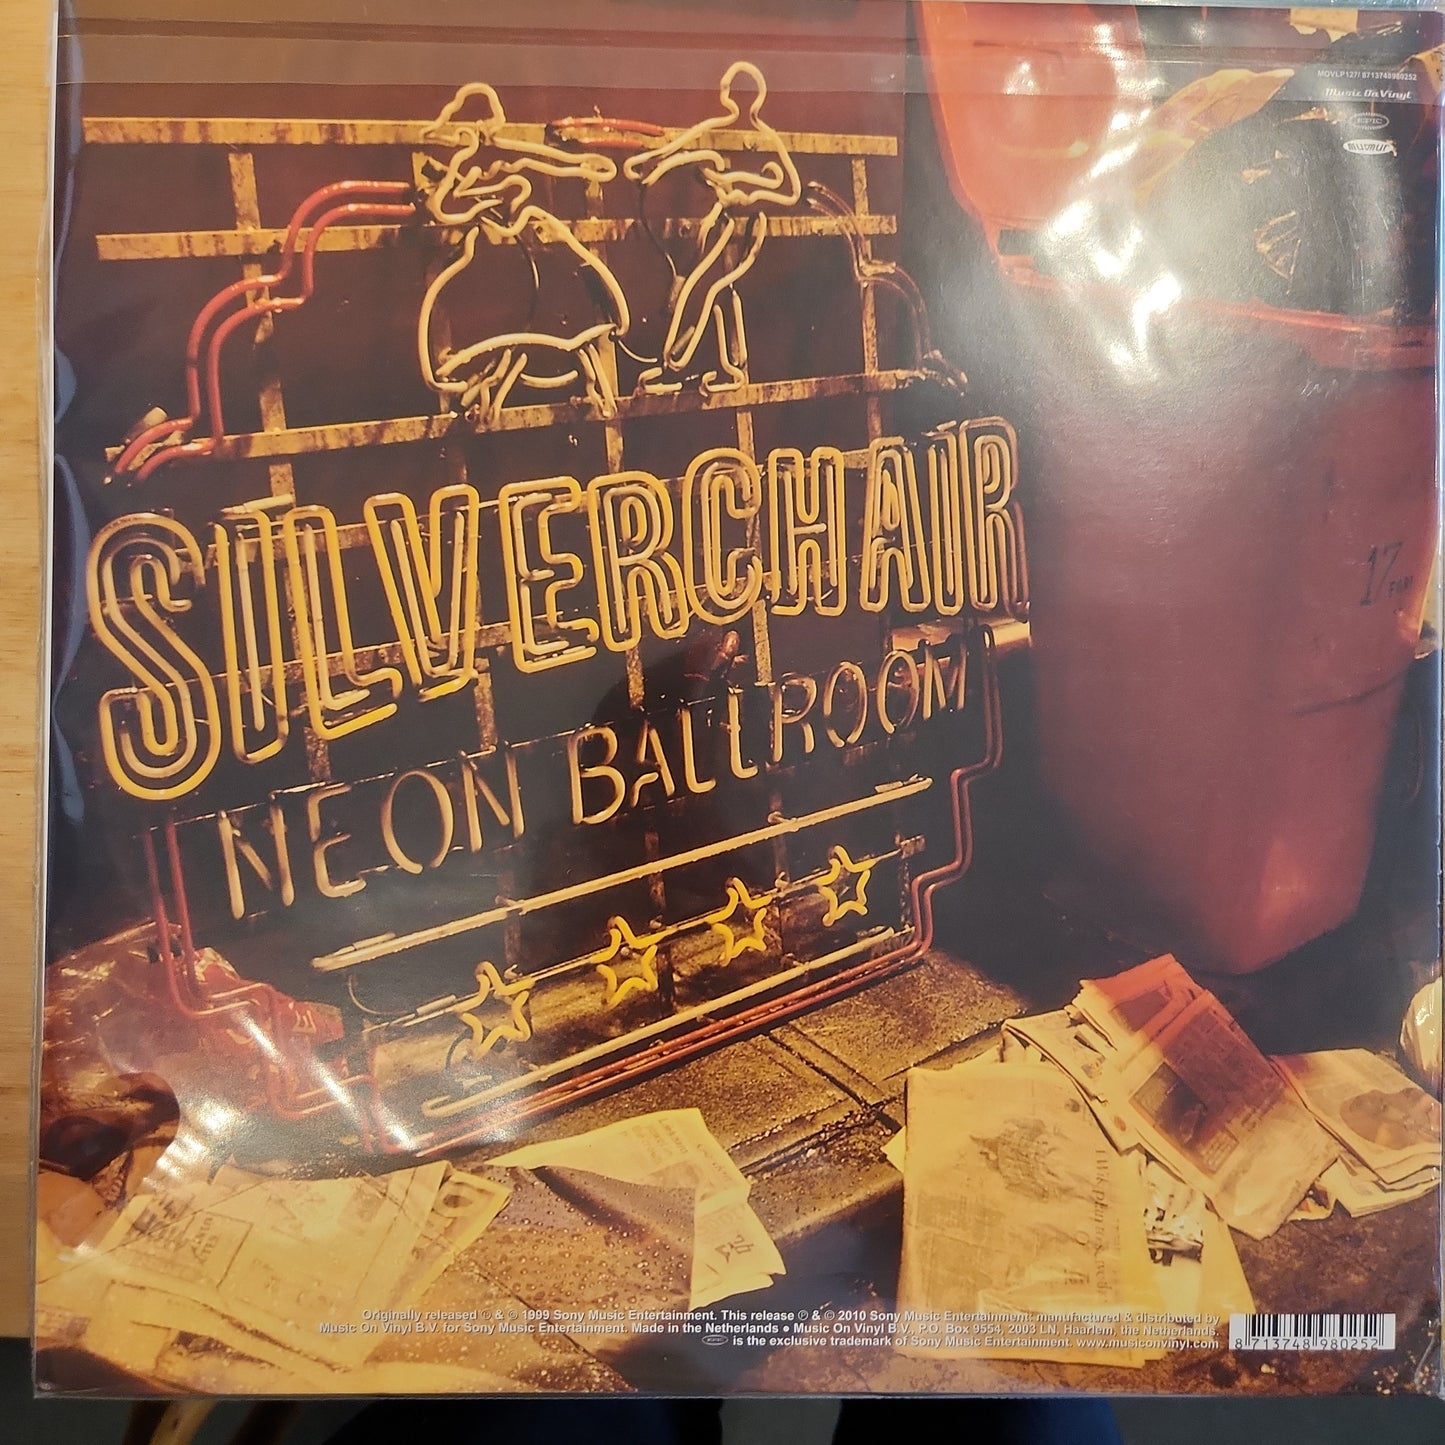 MOVLP127/ 8713748980252
Music On Vinyl
EPIC
murmur
SILVERCHAIR
NEON BALLROOM
17
Originally released ℗ & © 1999 Sony Music Entertainment. This release ℗ & © 2010 Sony Music Entertainment: manufactured & distributed by
Music On Vinyl B.V. for Sony Music Entertainment. Made in the Netherlands • Music On Vinyl B.V., P.O. Box 9554, 2003 LN, Haarlem, the Netherlands.
EPIC is the exclusive trademark of Sony Music Entertainment. www.musiconvinyl.com
8 713748 980252